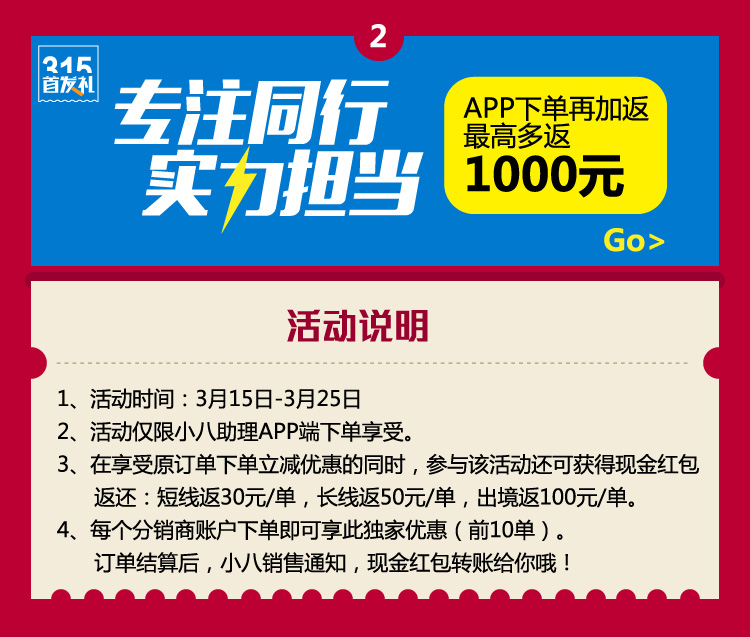 2
315
首发礼
专注同行
实力担当
APP下单再加返
最高多返
1000元
Go>
活动说明
1、活动时间：3月15日-3月25日
2、活动仅限小八助理APP端下单享受。
3、在享受原订单下单立减优惠的同时，参与该活动还可获得现金红包
返还：短线返30元/单，长线返50元/单，出境返100元/单。
4、每个分销商账户下单即可享此独家优惠（前10单）。
订单结算后，小八销售通知，现金红包转账给你哦！